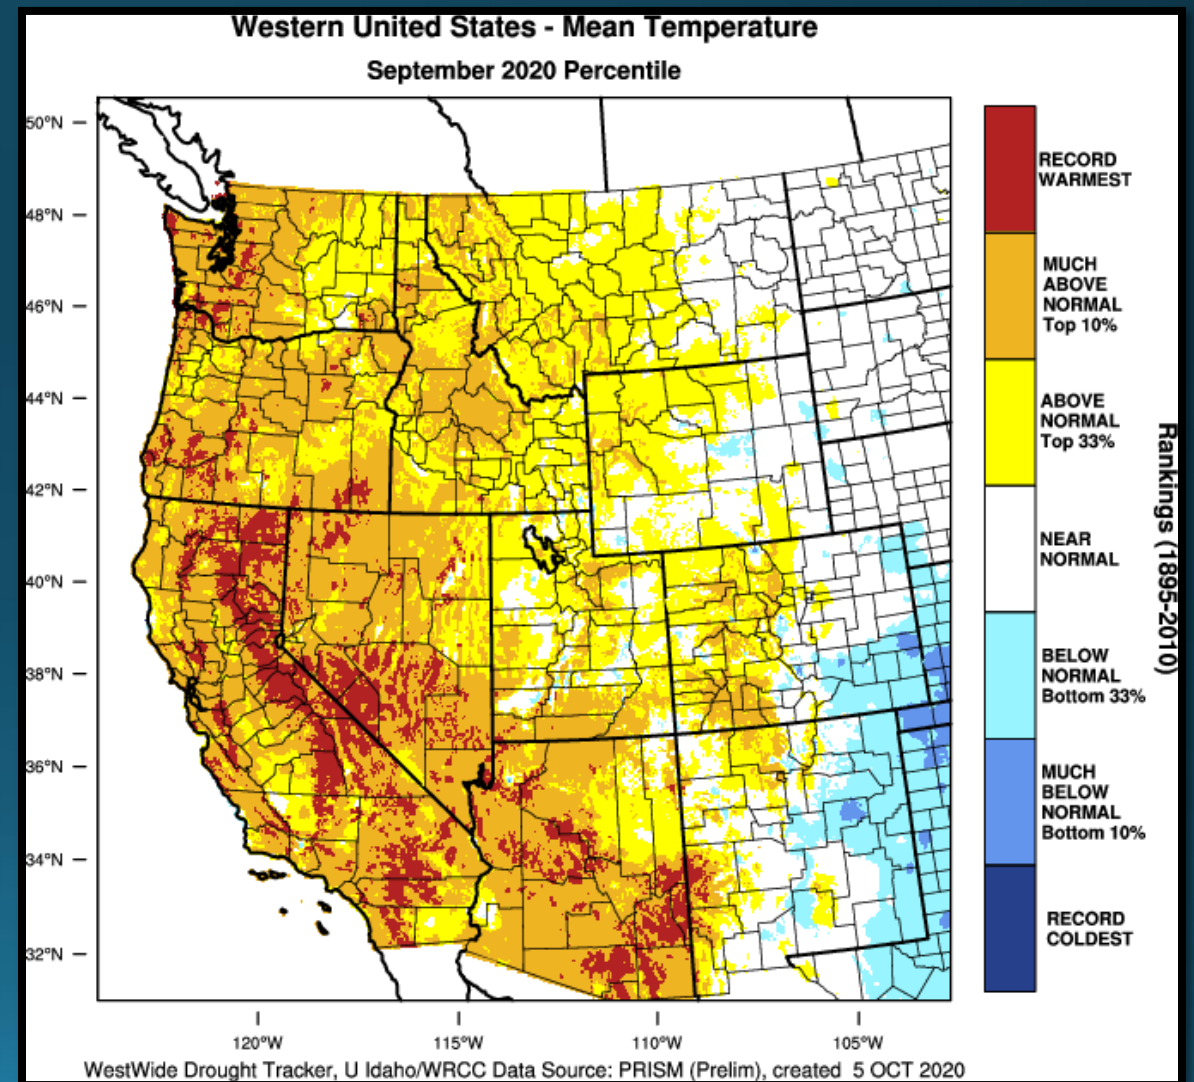 Western United States - Mean Temperature
September 2020 Percentile
50°N
48°N
46°N
44°N
42°N
40°N
38°N
36°N
34°N
32°N
120°W
115°W
110°W
105°W
RECORD
WARMEST
MUCH
ABOVE
NORMAL
Top 10%
ABOVE
NORMAL
Top 33%
NEAR
NORMAL
BELOW
NORMAL
Bottom 33%
MUCH
BELOW
NORMAL
Bottom 10%
RECORD
COLDEST
Rankings (1895-2010)
WestWide Drought Tracker, U Idaho/WRCC Data Source: PRISM (Prelim), created 5 OCT 2020